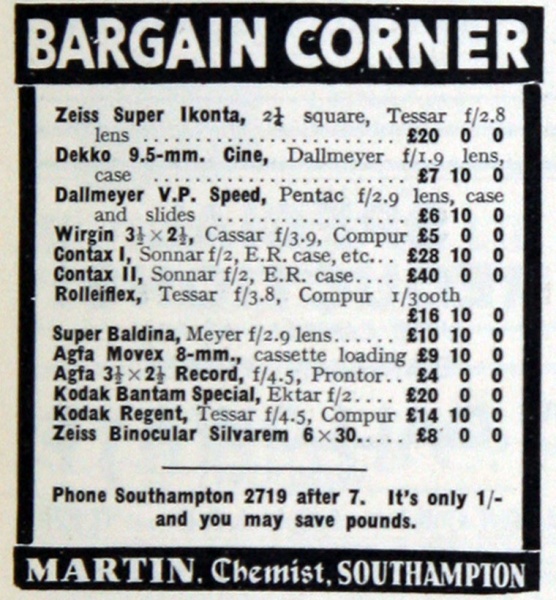 BARGAIN CORNER
Zeiss Super Ikonta, 2¼ square, Tessar f/2.8
lens ........................... £20 0 0
Dekko 9.5-mm. Cine, Dallmeyer f/1.9 lens,
case ........................... £7 10 0
Dallmeyer V.P. Speed, Pentac f/2.9 lens, case
and slides .................. £6 10 0
Wirgin 3½×2½, Cassar f/3.9, Compur £5 0 0
Contax I, Sonnar f/2, E.R. case, etc... £28 10 0
Contax II, Sonnar f/2, E.R. case.... £40 0 0
Rolleiflex, Tessar f/3.8, Compur 1/300th
£16 10 0
Super Baldina, Meyer f/2.9 lens...... £10 10 0
Agfa Movex 8-mm., cassette loading £9 10 0
Agfa 3½×2½ Record, f/4.5, Prontor.. £4 0 0
Kodak Bantam Special, Ektar f/2.... £20 0 0
Kodak Regent, Tessar f/4.5, Compur £14 10 0
Zeiss Binocular Silvarem 6×30..... £8 0 0
Phone Southampton 2719 after 7. It's only 1/-
and you may save pounds.
MARTIN, Chemist, SOUTHAMPTON